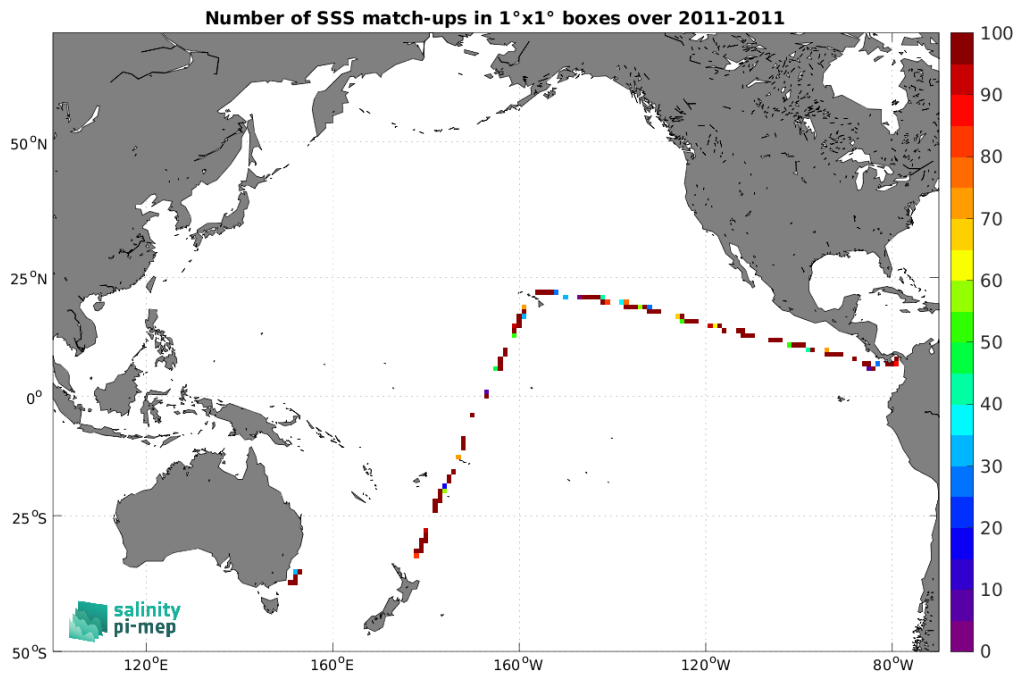 Number of SSS match-ups in 1°x1° boxes over 2011-2011
100
90
80
70
60
50
40
30
20
10
0
50°N
25°N
0°
25°S
50°S
120°E
160°E
160°W
120°W
80°W
salinity
pi-mep